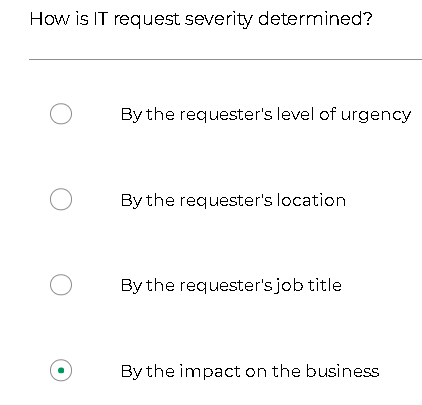 How is IT request severity determined?
By the requester's level of urgency
By the requester's location
By the requester's job title
By the impact on the business